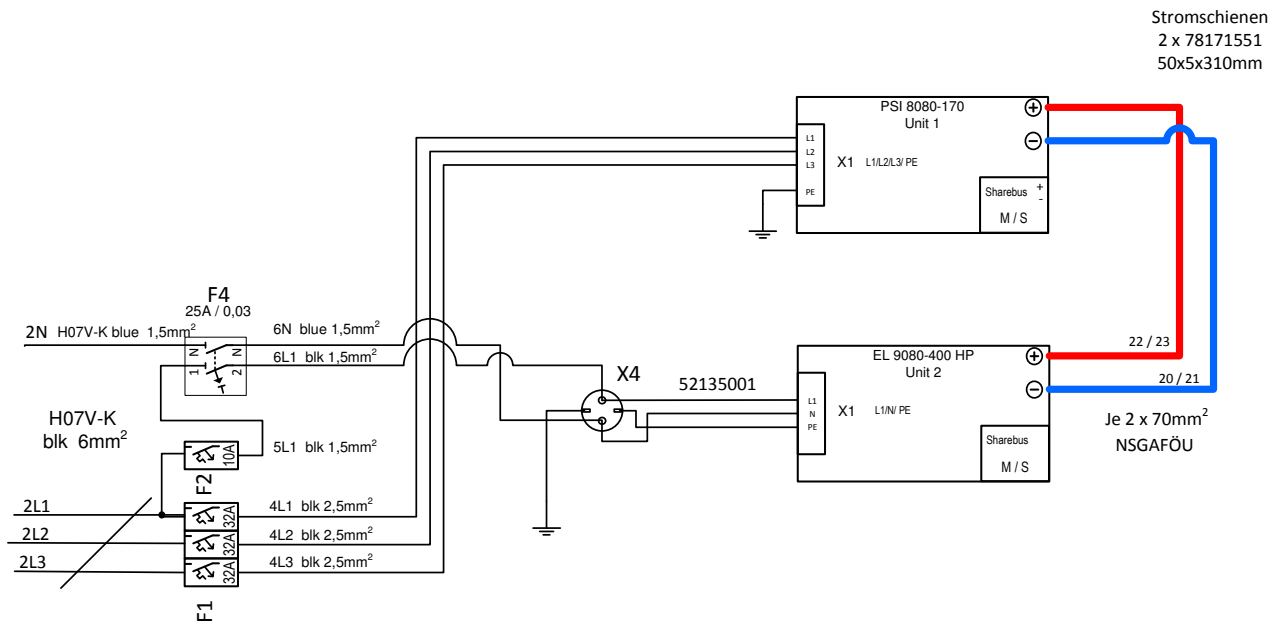 Stromschienen
2 x 78171551
50x5x310mm
PSI 8080-170
Unit 1
+
-
L1
L2
L3
PE
X1 L1/L2/L3/ PE
Sharebus +
-
M / S
F4
25A / 0,03
2N H07V-K blue 1,5mm²
N N
1 2
6N blue 1,5mm²
6L1 blk 1,5mm²
X4
52135001
EL 9080-400 HP
Unit 2
+
-
L1
N
PE
X1 L1/N/ PE
Sharebus
M / S
22 / 23
20 / 21
Je 2 x 70mm²
NSGAFÖU
H07V-K
blk 6mm²
10A
F2
5L1 blk 1,5mm²
2L1
32A
4L1 blk 2,5mm²
2L2
32A
4L2 blk 2,5mm²
2L3
32A
4L3 blk 2,5mm²
F1